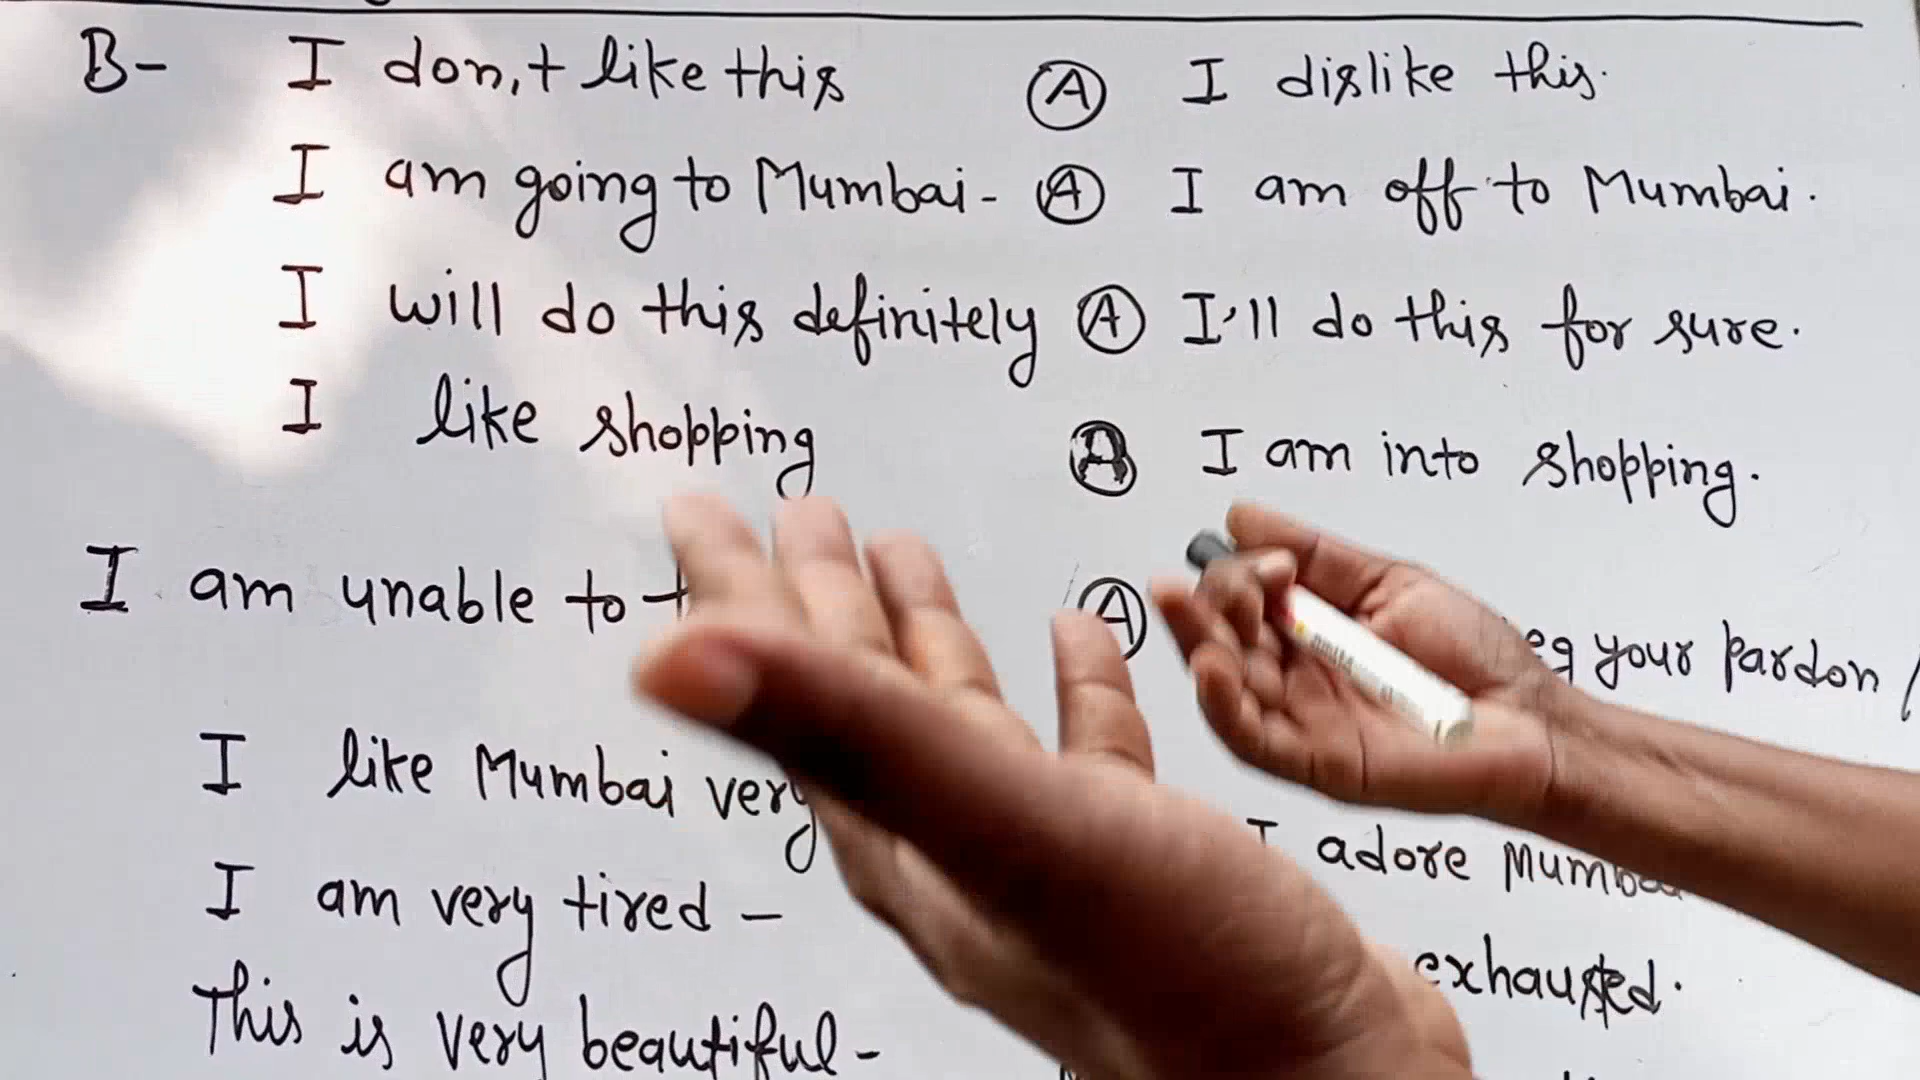 B- I don,t like this Ⓐ I dislike this.
I am going to Mumbai - Ⓐ I am off to Mumbai.
I will do this definitely Ⓐ I'll do this for sure.
I like shopping Ⓐ I am into shopping.
I am unable to Ⓐ your pardon /
I like Mumbai very I adore
I am very tired - exhausted.
This is very beautiful -